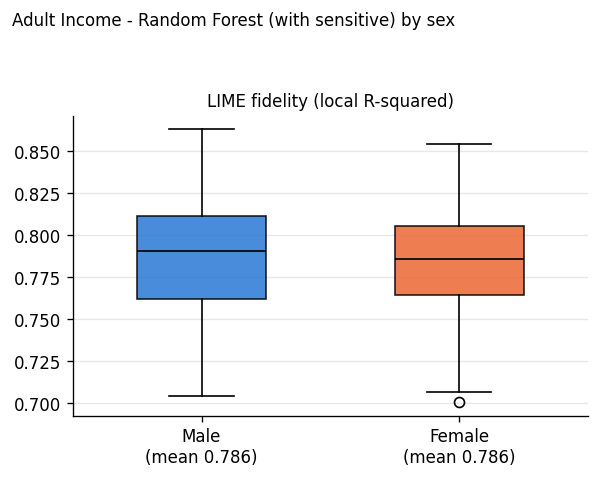 Adult Income - Random Forest (with sensitive) by sex
LIME fidelity (local R-squared)
0.850
0.825
0.800
0.775
0.750
0.725
0.700
Male
(mean 0.786)
Female
(mean 0.786)